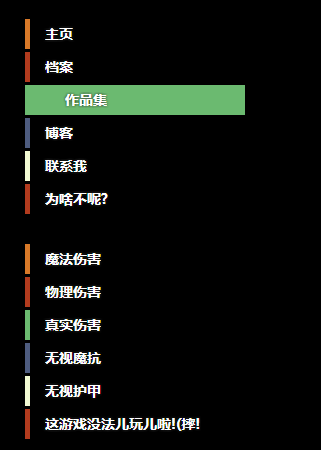 主页
档案
作品集
博客
联系我
为啥不呢?
魔法伤害
物理伤害
真实伤害
无视魔抗
无视护甲
这游戏没法儿玩儿啦!(摔!